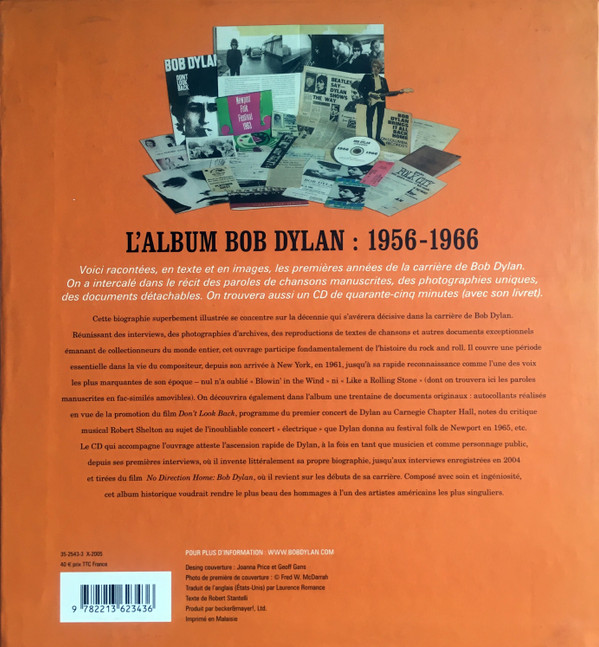 BOB DYLAN
DONT
LOOK
BACK
Newport
Folk
Festival
1963
BEATLES
SAY—
DYLAN
SHOWS
THE WAY
BOB
DYLAN
BRINGS
IT ALL
BACK
HOME
FOLK CITY
L'ALBUM BOB DYLAN : 1956-1966
Voici racontées, en texte et en images, les premières années de la carrière de Bob Dylan.
On a intercalé dans le récit des paroles de chansons manuscrites, des photographies uniques,
des documents détachables. On trouvera aussi un CD de quarante-cinq minutes (avec son livret).
Cette biographie superbement illustrée se concentre sur la décennie qui s'avérera décisive dans la carrière de Bob Dylan.
Réunissant des interviews, des photographies d'archives, des reproductions de textes de chansons et autres documents exceptionnels
émanant de collectionneurs du monde entier, cet ouvrage participe fondamentalement de l'histoire du rock and roll. Il couvre une période
essentielle dans la vie du compositeur, depuis son arrivée à New York, en 1961, jusqu'à sa rapide reconnaissance comme l'une des voix
les plus marquantes de son époque – nul n'a oublié « Blowin' in the Wind » ni « Like a Rolling Stone » (dont on trouvera ici les paroles
manuscrites en fac-similés amovibles). On découvrira également dans l'album une trentaine de documents originaux : autocollants réalisés
en vue de la promotion du film Don't Look Back, programme du premier concert de Dylan au Carnegie Chapter Hall, notes du critique
musical Robert Shelton au sujet de l'inoubliable concert « électrique » que Dylan donna au festival folk de Newport en 1965, etc.
Le CD qui accompagne l'ouvrage atteste l'ascension rapide de Dylan, à la fois en tant que musicien et comme personnage public,
depuis ses premières interviews, où il invente littéralement sa propre biographie, jusqu'aux interviews enregistrées en 2004
et tirées du film No Direction Home: Bob Dylan, où il revient sur les débuts de sa carrière. Composé avec soin et ingéniosité,
cet album historique voudrait rendre le plus beau des hommages à l'un des artistes américains les plus singuliers.
35-2543-3 X-2005
40 € prix TTC France
9 782213 623436
POUR PLUS D'INFORMATION : WWW.BOBDYLAN.COM
Desing couverture : Joanna Price et Geoff Gans
Photo de première de couverture : © Fred W. McDarrah
Traduit de l'anglais (États-Unis) par Laurence Romance
Texte de Robert Stantelli
Produit par becker&mayer!, Ltd.
Imprimé en Malaisie